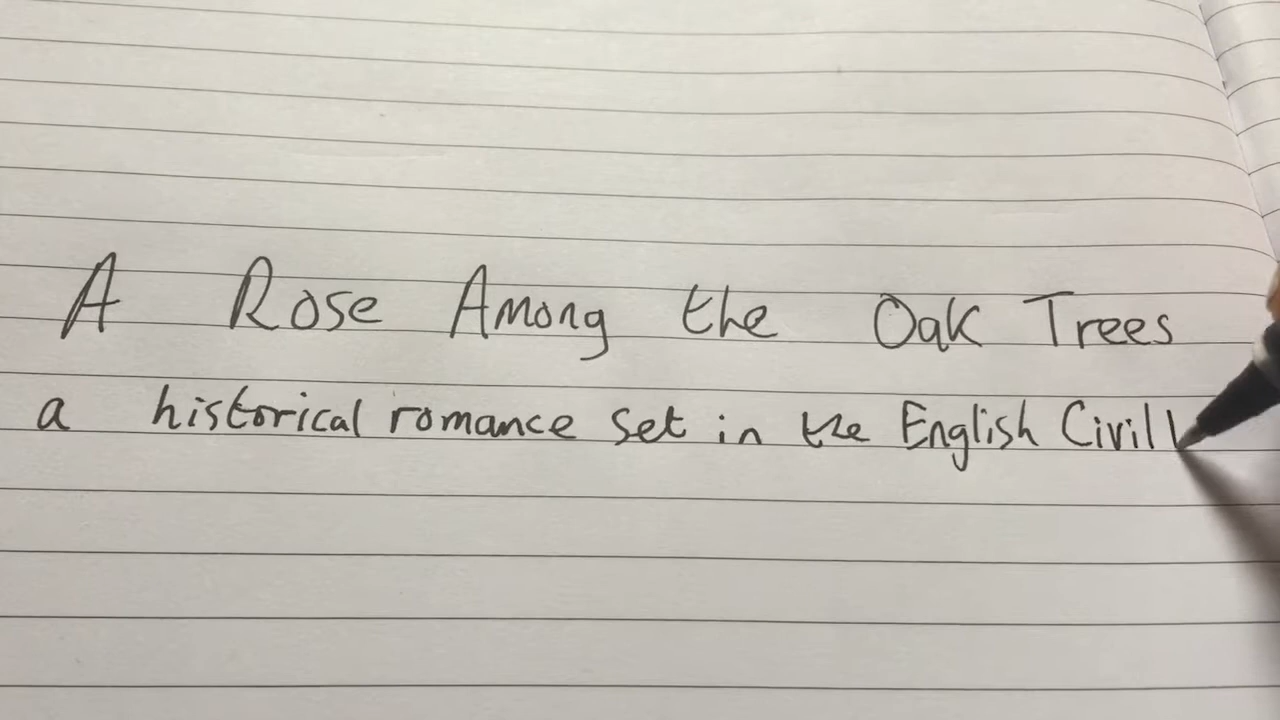 A Rose Among the Oak Trees
a historical romance set in the English Civil